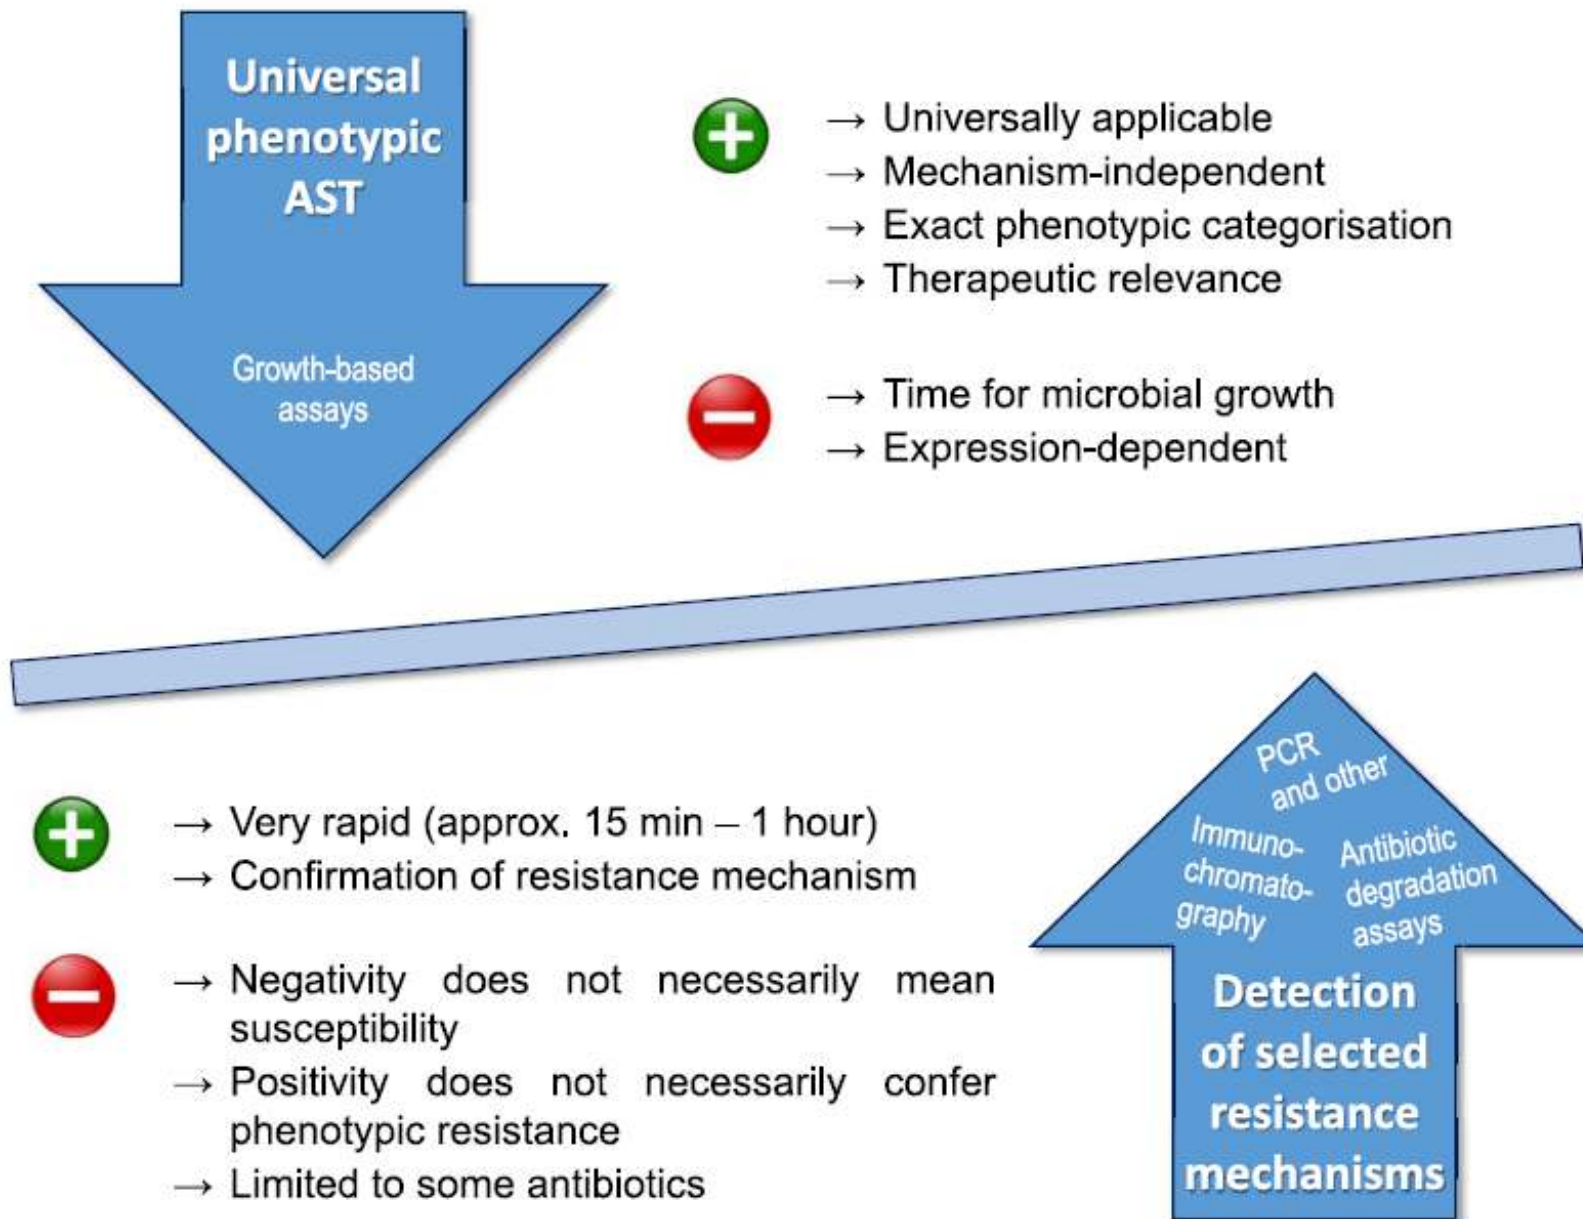 Universal
phenotypic
AST
Growth-based
assays
→ Universally applicable
→ Mechanism-independent
→ Exact phenotypic categorisation
→ Therapeutic relevance
→ Time for microbial growth
→ Expression-dependent
→ Very rapid (approx. 15 min – 1 hour)
→ Confirmation of resistance mechanism
→ Negativity does not necessarily mean
susceptibility
→ Positivity does not necessarily confer
phenotypic resistance
→ Limited to some antibiotics
PCR
and other
Immuno-
chromato-
graphy
Antibiotic
degradation
assays
Detection
of selected
resistance
mechanisms